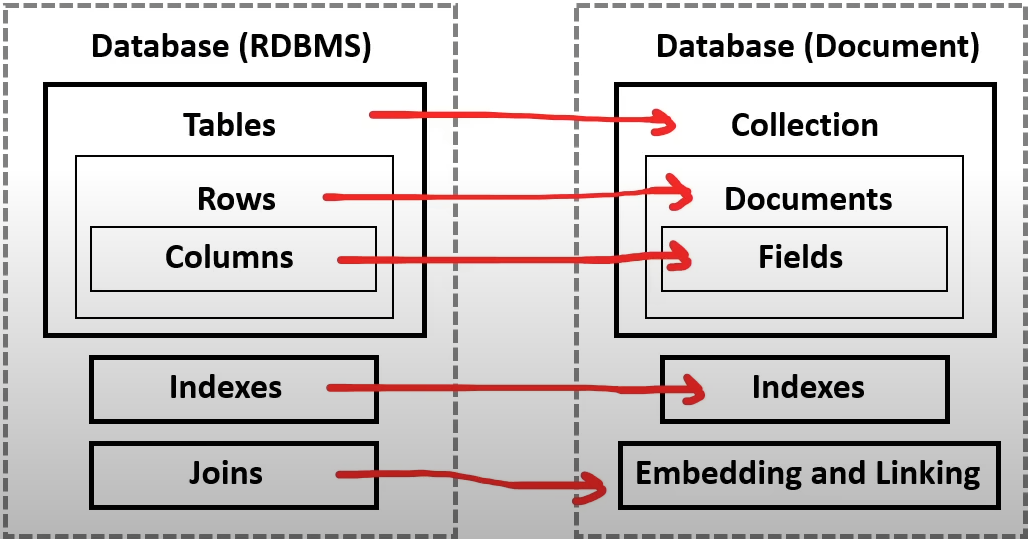 Database (RDBMS)
Tables
Rows
Columns
Indexes
Joins
Database (Document)
Collection
Documents
Fields
Indexes
Embedding and Linking